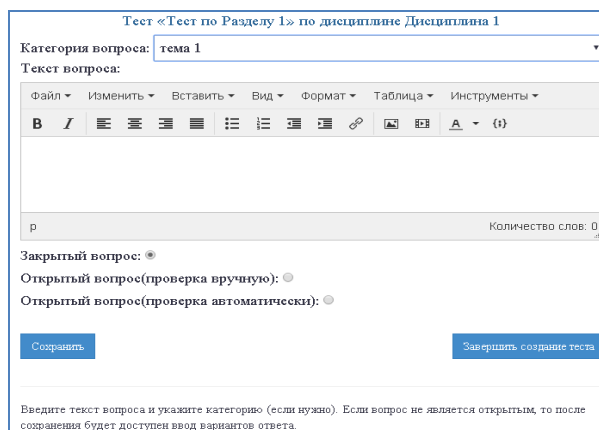 Тест «Тест по Разделу 1» по дисциплине Дисциплина 1
Категория вопроса: тема 1
Текст вопроса:
Файл Изменить Вставить Вид Формат Таблица Инструменты
B I A {;}
p Количество слов: 0
Закрытый вопрос:
Открытый вопрос(проверка вручную):
Открытый вопрос(проверка автоматически):
Сохранить Завершить создание теста
Введите текст вопроса и укажите категорию (если нужно). Если вопрос не является открытым, то после
сохранения будет доступен ввод вариантов ответа.